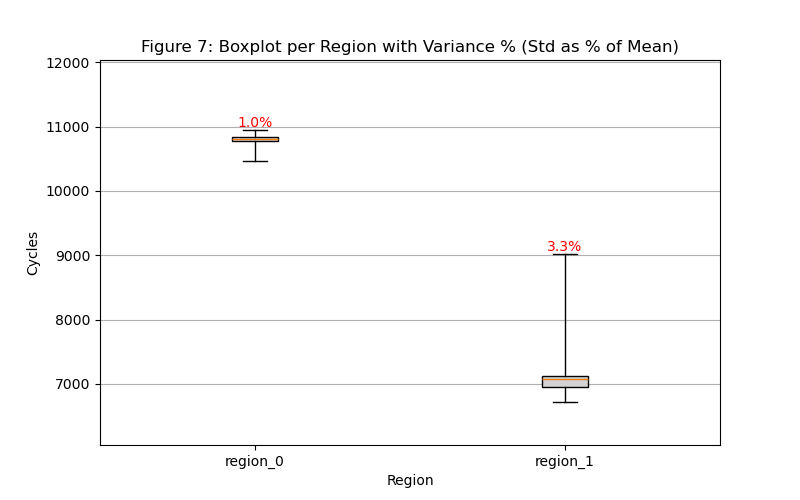 Figure 7: Boxplot per Region with Variance % (Std as % of Mean)
12000
11000
10000
9000
8000
7000
Cycles
1.0%
3.3%
region_0
region_1
Region